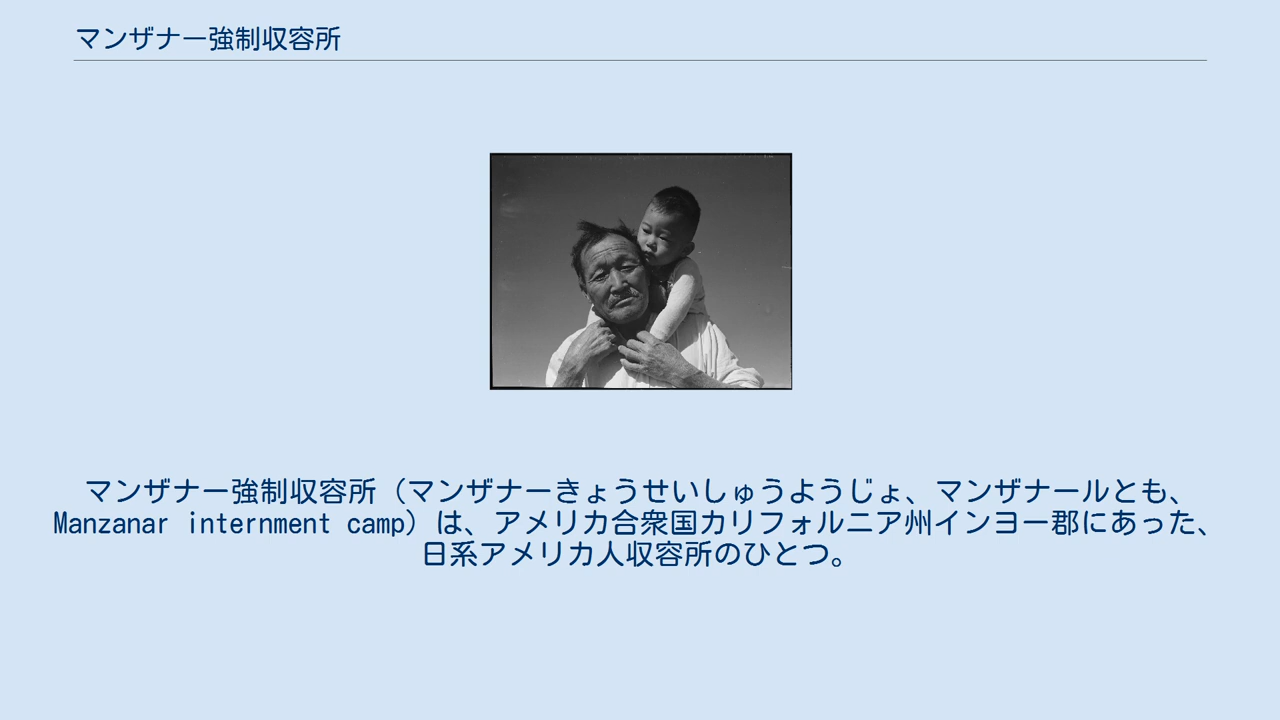 マンザナー強制収容所
マンザナー強制収容所（マンザナーきょうせいしゅうようじょ、マンザナールとも、
Manzanar internment camp）は、アメリカ合衆国カリフォルニア州インヨー郡にあった、
日系アメリカ人収容所のひとつ。